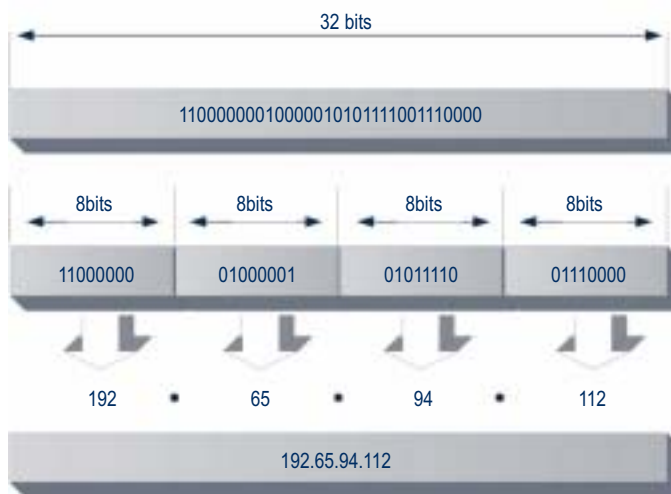 32 bits
11000000010000010101111001110000
8bits 8bits 8bits 8bits
11000000 01000001 01011110 01110000
192 • 65 • 94 • 112
192.65.94.112